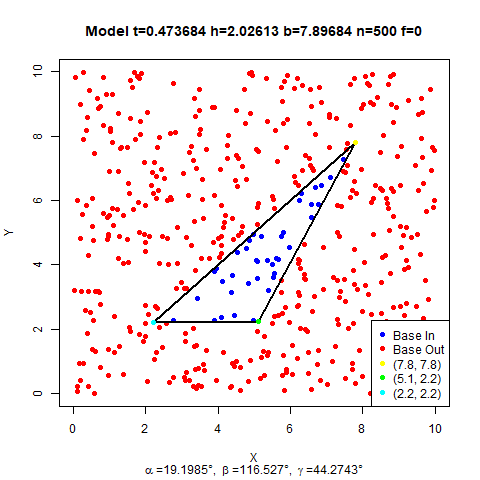 Model t=0.473684 h=2.02613 b=7.89684 n=500 f=0
10
8
6
4
2
0
Y
Base In
Base Out
(7.8, 7.8)
(5.1, 2.2)
(2.2, 2.2)
0 2 4 6 8 10
X
α=19.1985°, β=116.527°, γ=44.2743°